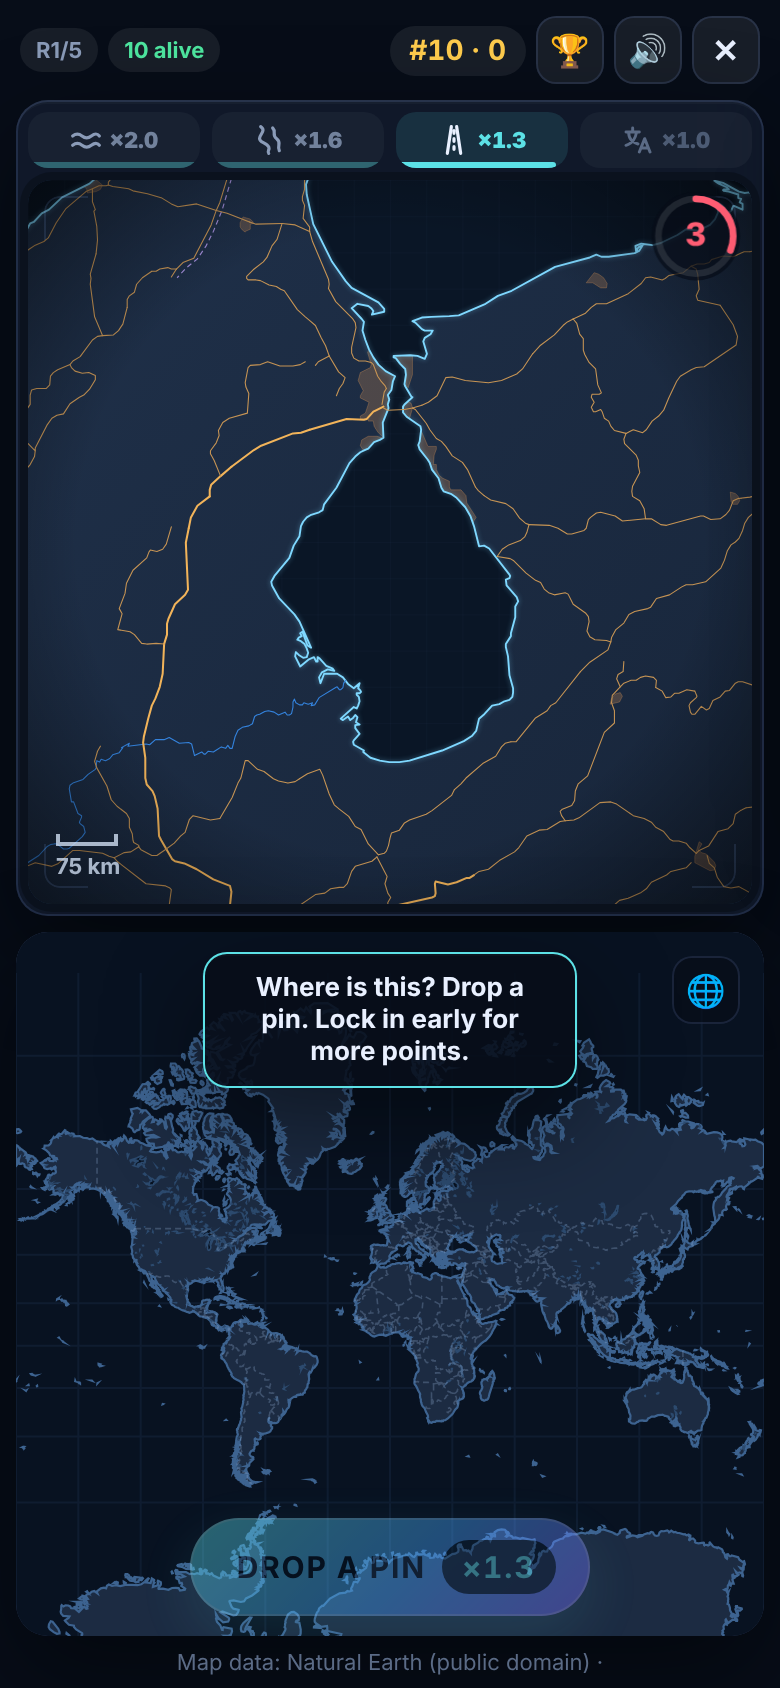 R1/5
10 alive
#10 · 0
×2.0
×1.6
×1.3
×1.0
3
75 km
Where is this? Drop a
pin. Lock in early for
more points.
DROP A PIN ×1.3
Map data: Natural Earth (public domain) ·